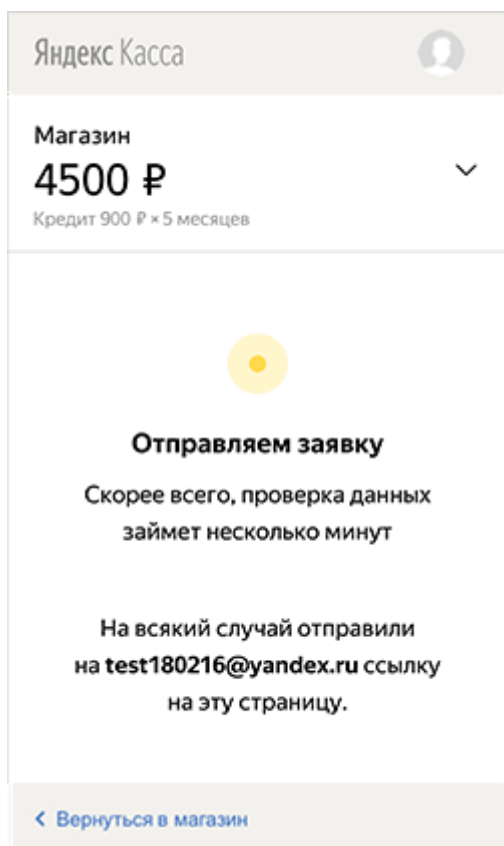 Яндекс Касса
Магазин
4500 ₽
Кредит 900 ₽ × 5 месяцев
Отправляем заявку
Скорее всего, проверка данных
займет несколько минут
На всякий случай отправили
на test180216@yandex.ru ссылку
на эту страницу.
Вернуться в магазин